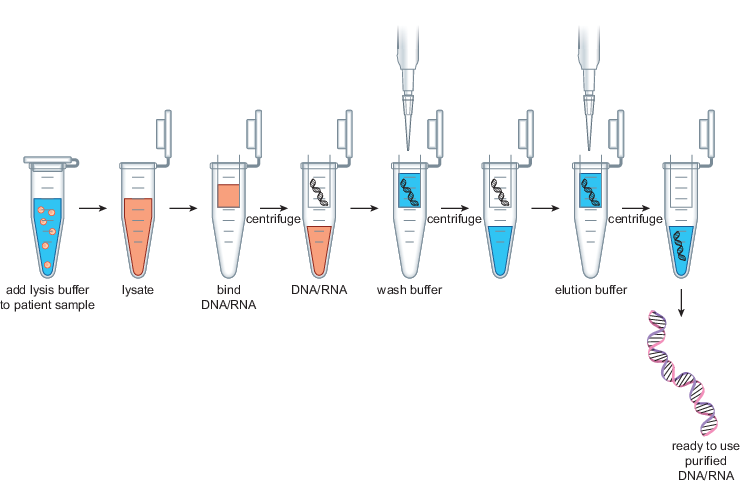 centrifuge
centrifuge
centrifuge
add lysis buffer
to patient sample
lysate
bind
DNA/RNA
DNA/RNA
wash buffer
elution buffer
ready to use
purified
DNA/RNA